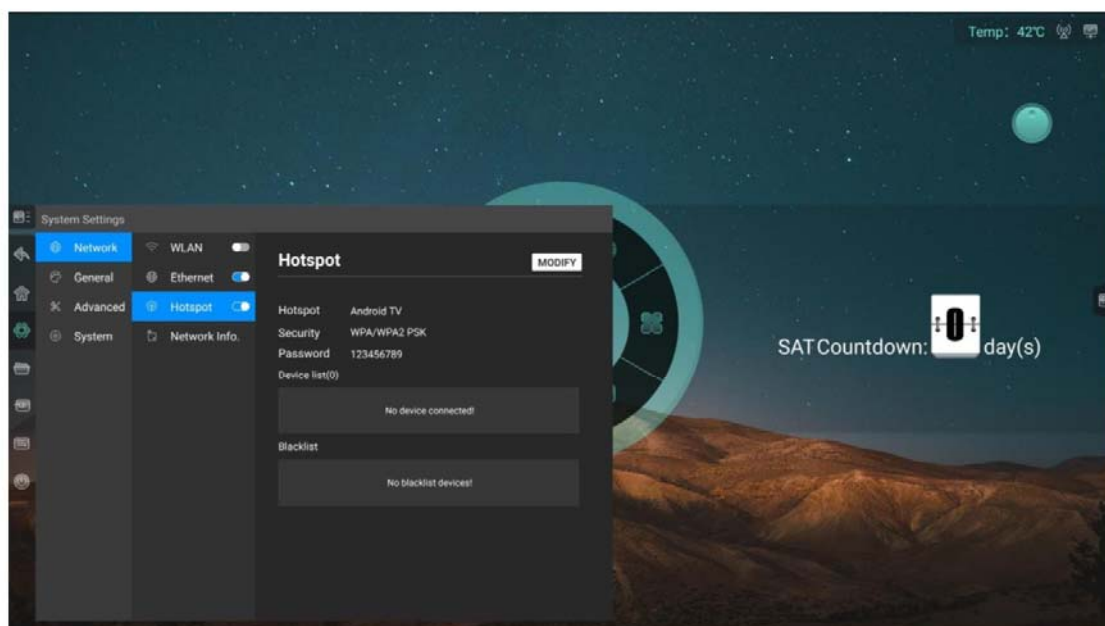 Temp: 42℃
System Settings
Network
General
Advanced
System
WLAN
Ethernet
Hotspot
Network Info.
Hotspot
MODIFY
Hotspot Android TV
Security WPA/WPA2 PSK
Password 123456789
Device list(0)
No device connected!
Blacklist
No blacklist devices!
SAT Countdown: 0 day(s)